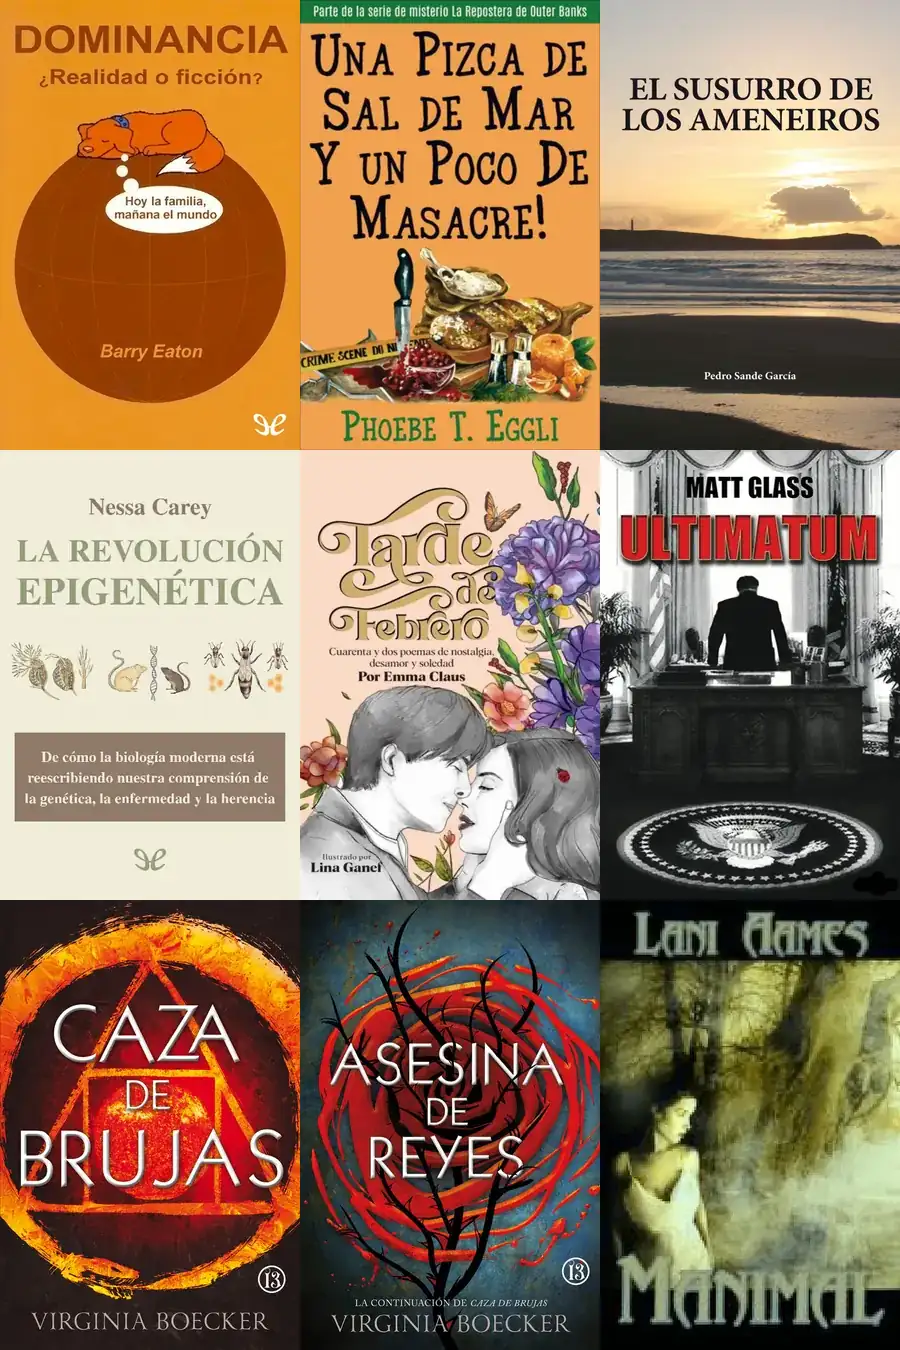 DOMINANCIA
¿Realidad o ficción?
Hoy la familia,
mañana el mundo
Barry Eaton
Parte de la serie de misterio La Repostera de Outer Banks
UNA PIZCA DE
SAL DE MAR
Y UN POCO DE
MASACRE!
CRIME SCENE DO
PHOEBE T. EGGLI
EL SUSURRO DE
LOS AMENEIROS
Pedro Sande García
Nessa Carey
LA REVOLUCIÓN
EPIGENÉTICA
De cómo la biología moderna está
reescribiendo nuestra comprensión de
la genética, la enfermedad y la herencia
Tarde
de
Febrero
Cuarenta y dos poemas de nostalgia,
desamor y soledad
Por Emma Claus
Ilustrado por
Lina Ganef
MATT GLASS
ULTIMATUM
CAZA
DE
BRUJAS
13
VIRGINIA BOECKER
ASESINA
DE
REYES
13
LA CONTINUACIÓN DE CAZA DE BRUJAS
VIRGINIA BOECKER
LANI AAMES
MANIMAL